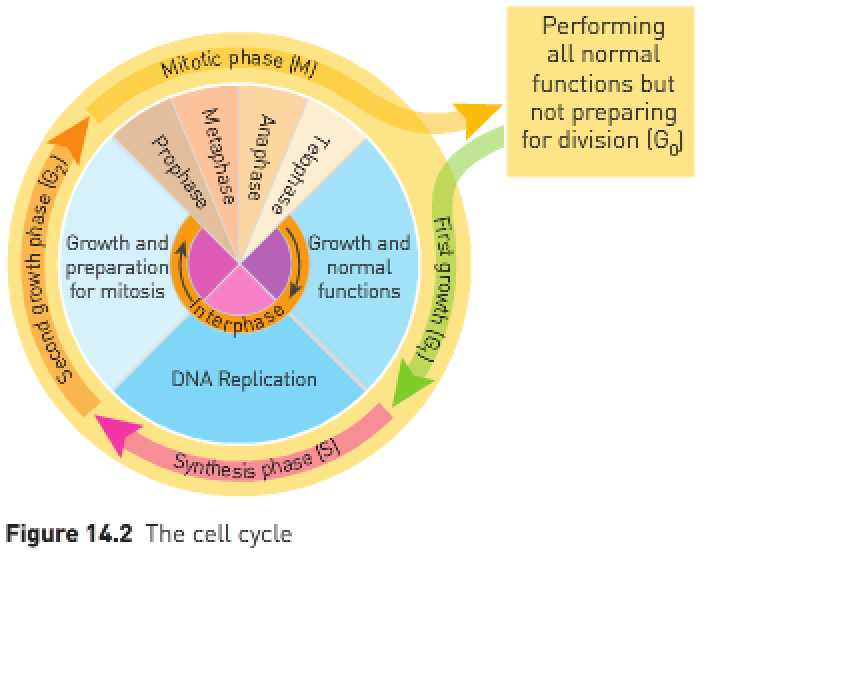 Performing
all normal
functions but
not preparing
for division (G0)
Mitotic phase (M)
Prophase
Metaphase
Anaphase
Telophase
Second growth phase (G2)
Growth and
preparation
for mitosis
Growth and
normal
functions
First growth (G1)
Interphase
DNA Replication
Synthesis phase (S)
Figure 14.2 The cell cycle